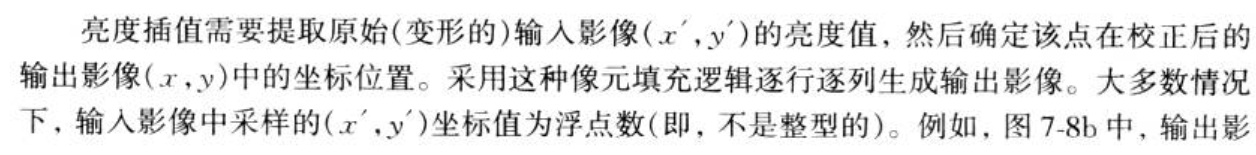 亮度插值需要提取原始(变形的)输入影像(x′,y′)的亮度值,然后确定该点在校正后的
输出影像(x,y)中的坐标位置。采用这种像元填充逻辑逐行逐列生成输出影像。大多数情况
下,输入影像中采样的(x′,y′)坐标值为浮点数(即,不是整型的)。例如,图 7-8b 中,输出影